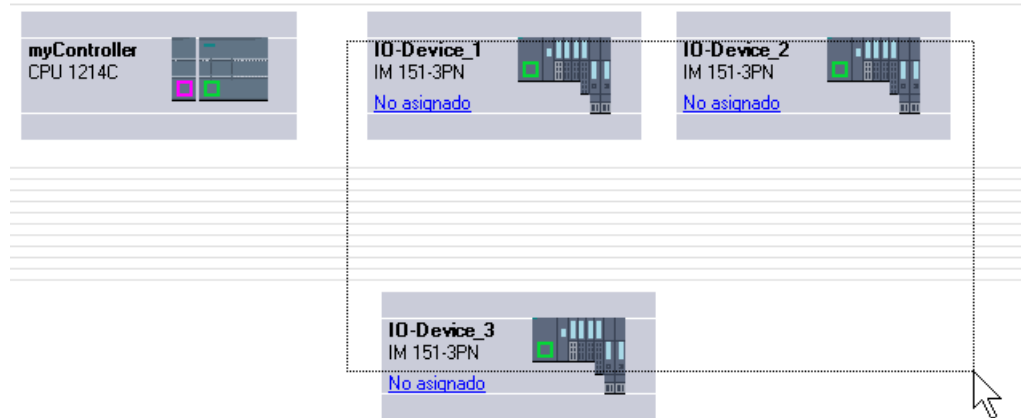 myController
CPU 1214C
IO-Device_1
IM 151-3PN
No asignado
IO-Device_2
IM 151-3PN
No asignado
IO-Device_3
IM 151-3PN
No asignado